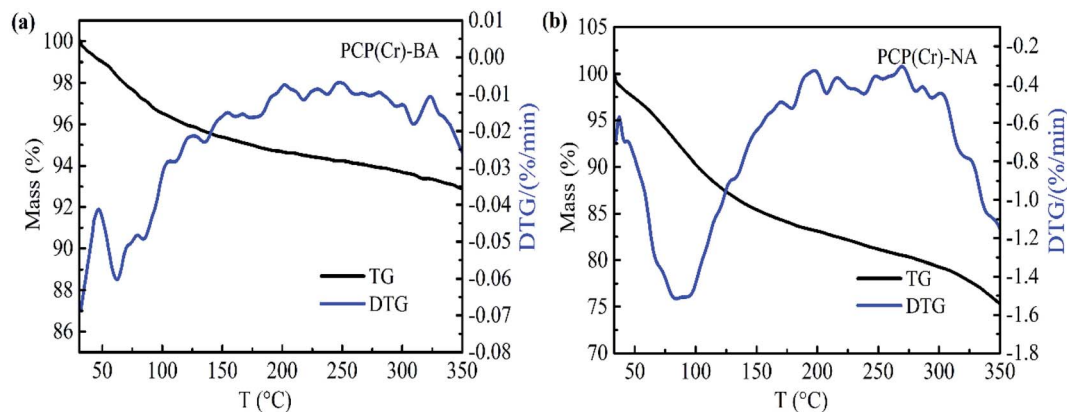 (a)
PCP(Cr)-BA
Mass (%)
100
98
96
94
92
90
88
86
0.01
0.00
-0.01
-0.02
-0.03
-0.04
-0.05
-0.06
-0.07
-0.08
DTG/(%/min)
TG
DTG
50 100 150 200 250 300 350
T (°C)
(b)
PCP(Cr)-NA
Mass (%)
105
100
95
90
85
80
75
70
-0.2
-0.4
-0.6
-0.8
-1.0
-1.2
-1.4
-1.6
-1.8
DTG/(%/min)
TG
DTG
50 100 150 200 250 300 350
T (°C)